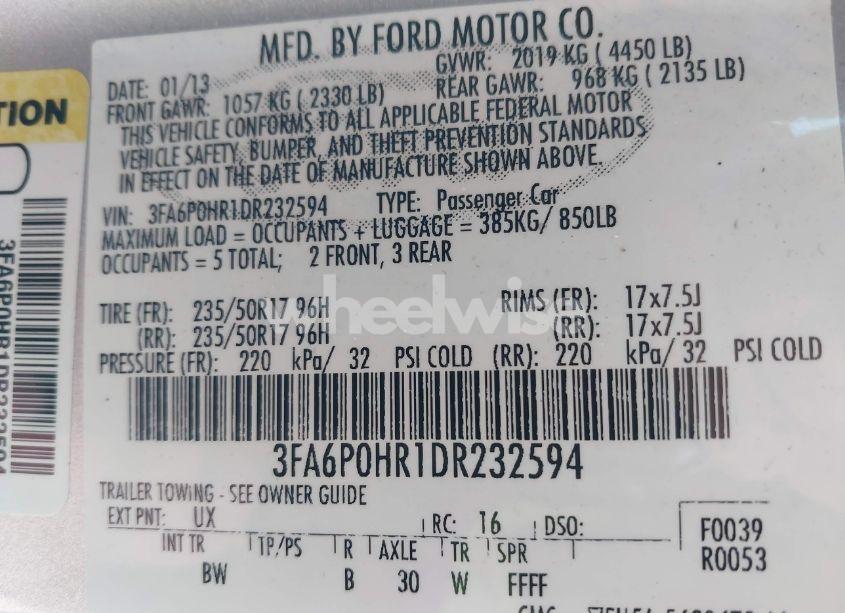 MFD. BY FORD MOTOR CO.
DATE: 01/13 GVWR: 2019 KG ( 4450 LB)
FRONT GAWR: 1057 KG ( 2330 LB) REAR GAWR: 968 KG ( 2135 LB)
THIS VEHICLE CONFORMS TO ALL APPLICABLE FEDERAL MOTOR
VEHICLE SAFETY, BUMPER, AND THEFT PREVENTION STANDARDS
IN EFFECT ON THE DATE OF MANUFACTURE SHOWN ABOVE.
VIN: 3FA6P0HR1DR232594 TYPE: Passenger Car
MAXIMUM LOAD = OCCUPANTS + LUGGAGE = 385KG/ 850LB
OCCUPANTS = 5 TOTAL; 2 FRONT, 3 REAR
wheelwise
TIRE (FR): 235/50R17 96H RIMS (FR): 17x7.5J
(RR): 235/50R17 96H (RR): 17x7.5J
PRESSURE (FR): 220 kPa/ 32 PSI COLD (RR): 220 kPa/ 32 PSI COLD
3FA6P0HR1DR232594
TRAILER TOWING - SEE OWNER GUIDE
EXT PNT: UX RC: 16 DSO: F0039
INT TR TP/PS R AXLE TR SPR R0053
BW B 30 W FFFF
TION
3FA6P0HR1DR232594